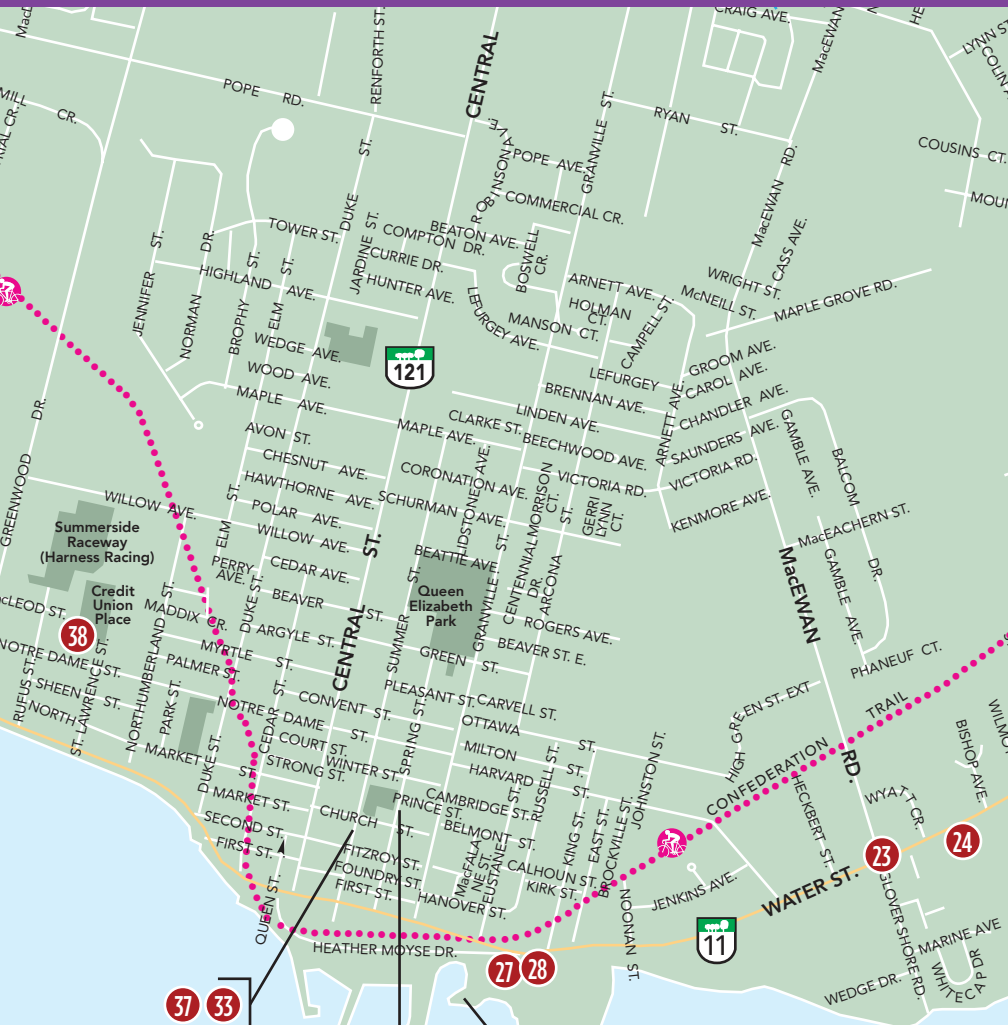 CRAIG AVE.
MacEWAN
LYNN ST
COLIN
RENFORTH ST.
CENTRAL
POPE RD.
MILL CR.
RIAL CR.
GRANVILLE ST.
RYAN ST.
COUSINS CT.
MOUN
POPE AVE.
ROBINSON AVE.
COMMERCIAL CR.
MacEWAN RD.
DUKE ST.
JARDINE ST.
TOWER ST.
COMPTON DR.
BEATON AVE.
BOSWELL CR.
CURRIE DR.
HUNTER AVE.
CASS AVE.
WRIGHT ST.
McNEILL ST.
MAPLE GROVE RD.
JENNIFER ST.
NORMAN DR.
BROPHY ST.
ELM ST.
HIGHLAND AVE.
LEFURGEY AVE.
ARNETT AVE.
HOLMAN CT.
MANSON CT.
CAMPBELL ST.
WEDGE AVE.
WOOD AVE.
MAPLE AVE.
121
LEFURGEY
GROOM AVE.
CAROL AVE.
BRENNAN AVE.
CHANDLER AVE.
LINDEN AVE.
CLARKE ST.
BEECHWOOD AVE.
ARNETT AVE.
SAUNDERS AVE.
VICTORIA RD.
GAMBLE AVE.
BALCOM DR.
AVON ST.
MAPLE AVE.
CHESNUT AVE.
CORONATION AVE.
LIDSTONE AVE.
VICTORIA RD.
HAWTHORNE AVE.
SCHURMAN AVE.
MORRISON CT.
GERRI LYNN CT.
KENMORE AVE.
MacEACHERN ST.
GREENWOOD DR.
WILLOW AVE.
ELM ST.
POLAR AVE.
WILLOW AVE.
CENTRAL ST.
Summerside
Raceway
(Harness Racing)
PERRY AVE.
CEDAR AVE.
BEATTIE AVE.
GRANVILLE ST.
CENTENNIAL DR.
ARCONA ST.
MacEWAN RD.
GAMBLE AVE.
Credit
Union
Place
acLEOD ST.
38
MADDIX CR.
DUKE ST.
BEAVER ST.
SUMMER ST.
Queen
Elizabeth
Park
ROGERS AVE.
BEAVER ST. E.
ARGYLE ST.
GREEN ST.
MYRTLE ST.
PALMER ST.
NOTRE DAME ST.
SHEEN ST.
NORTH
RUFUS ST.
ST. LAWRENCE ST.
NORTHUMBERLAND ST.
PARK ST.
CONVENT ST.
PLEASANT ST.
CARVELL ST.
PHANEUF CT.
GREEN ST. EXT
HIGH
CONFEDERATION TRAIL
NOTRE DAME ST.
CEDAR ST.
COURT ST.
SPRING ST.
OTTAWA ST.
MARKET ST.
DUKE ST.
STRONG ST.
WINTER ST.
MILTON ST.
HARVARD ST.
RUSSELL ST.
JOHNSTON ST.
BISHOP AVE.
WILMO
MARKET ST.
SECOND ST.
FIRST ST.
CHURCH ST.
PRINCE ST.
CAMBRIDGE ST.
BELMONT ST.
KING ST.
EAST ST.
BROCKVILLE ST.
HECKBERT ST.
WYATT CR.
23
24
FITZROY ST.
FOUNDRY ST.
FIRST ST.
MacFALANE ST.
EUSTANE ST.
CALHOUN ST.
KIRK ST.
HANOVER ST.
JENKINS AVE.
WATER ST.
QUEEN ST.
HEATHER MOYSE DR.
NOONAN ST.
11
GLOVER SHORE RD.
MARINE AVE
WHITECAP DR
WEDGE DR.
27
28
37
33